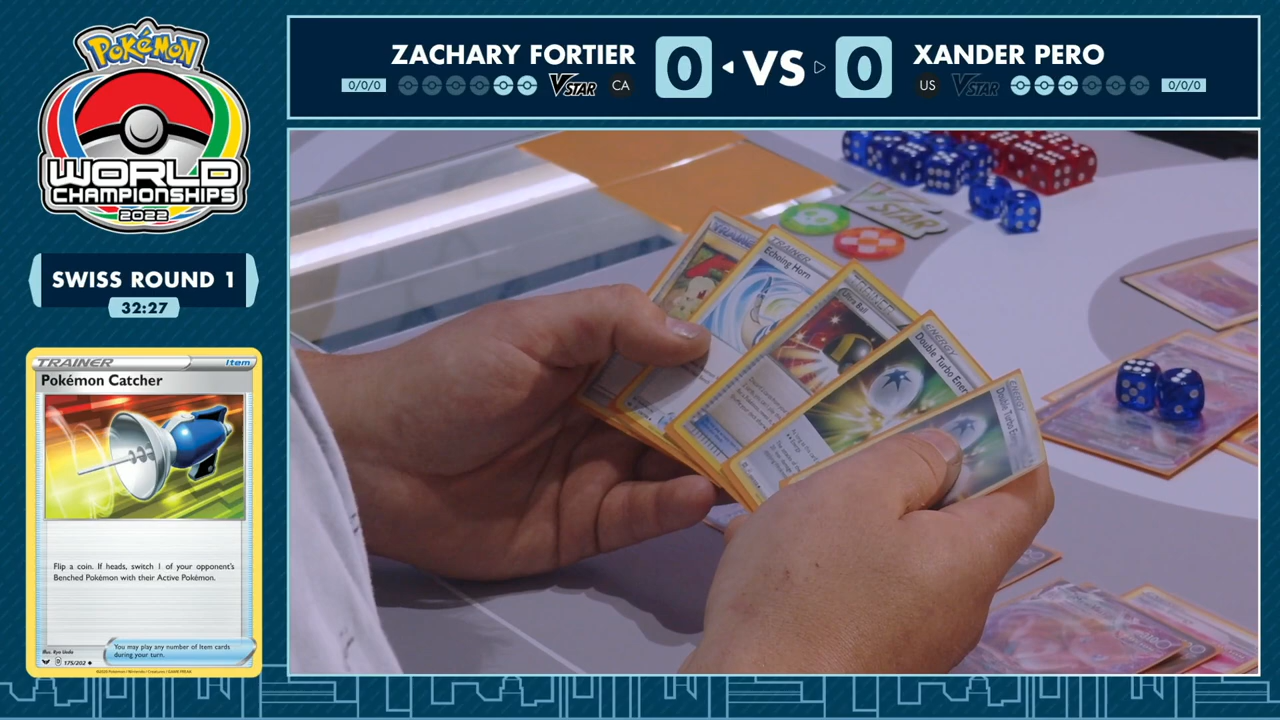 Pokémon
WORLD
CHAMPIONSHIPS
2022
ZACHARY FORTIER
0
VS
0
XANDER PERO
0/0/0
VSTAR
CA
US
VSTAR
0/0/0
SWISS ROUND 1
32:27
TRAINER
Item
Pokémon Catcher
Flip a coin. If heads, switch 1 of your opponent's
Benched Pokémon with their Active Pokémon.
You may play any number of Item cards
during your turn.
175/202
VSTAR
TRAINER
TRAINER
Echoing Horn
Ultra Ball
ENERGY
Double Turbo Ener
ENERGY
Double Turbo E